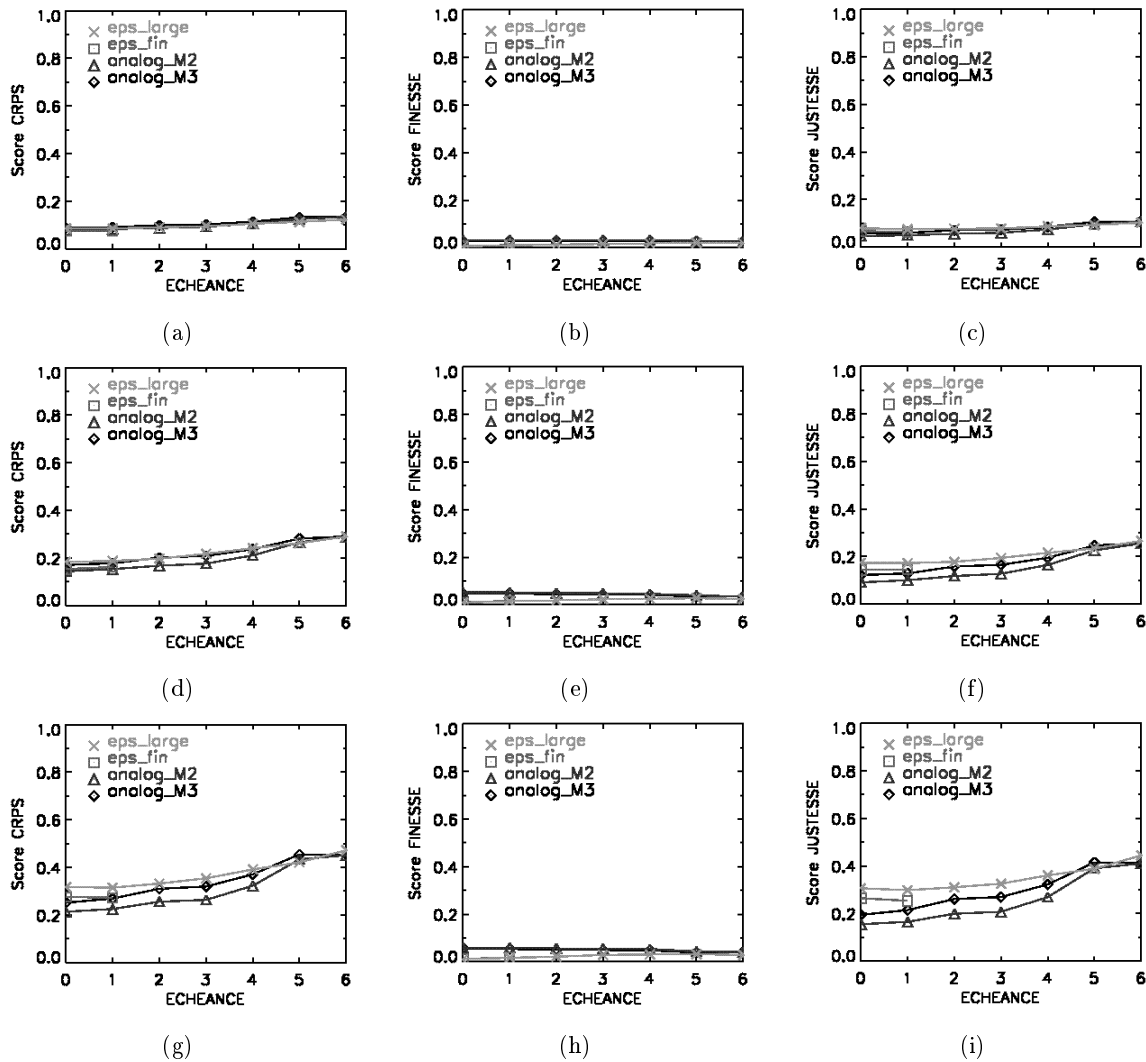 1.0
0.8
0.6
0.4
0.2
0.0
Score CRPS
eps_large
eps_fin
analog_M2
analog_M3
0 1 2 3 4 5 6
ECHEANCE
(a)
1.0
0.8
0.6
0.4
0.2
0.0
Score FINESSE
eps_large
eps_fin
analog_M2
analog_M3
0 1 2 3 4 5 6
ECHEANCE
(b)
1.0
0.8
0.6
0.4
0.2
0.0
Score JUSTESSE
eps_large
eps_fin
analog_M2
analog_M3
0 1 2 3 4 5 6
ECHEANCE
(c)
1.0
0.8
0.6
0.4
0.2
0.0
Score CRPS
eps_large
eps_fin
analog_M2
analog_M3
0 1 2 3 4 5 6
ECHEANCE
(d)
1.0
0.8
0.6
0.4
0.2
0.0
Score FINESSE
eps_large
eps_fin
analog_M2
analog_M3
0 1 2 3 4 5 6
ECHEANCE
(e)
1.0
0.8
0.6
0.4
0.2
0.0
Score JUSTESSE
eps_large
eps_fin
analog_M2
analog_M3
0 1 2 3 4 5 6
ECHEANCE
(f)
1.0
0.8
0.6
0.4
0.2
0.0
Score CRPS
eps_large
eps_fin
analog_M2
analog_M3
0 1 2 3 4 5 6
ECHEANCE
(g)
1.0
0.8
0.6
0.4
0.2
0.0
Score FINESSE
eps_large
eps_fin
analog_M2
analog_M3
0 1 2 3 4 5 6
ECHEANCE
(h)
1.0
0.8
0.6
0.4
0.2
0.0
Score JUSTESSE
eps_large
eps_fin
analog_M2
analog_M3
0 1 2 3 4 5 6
ECHEANCE
(i)